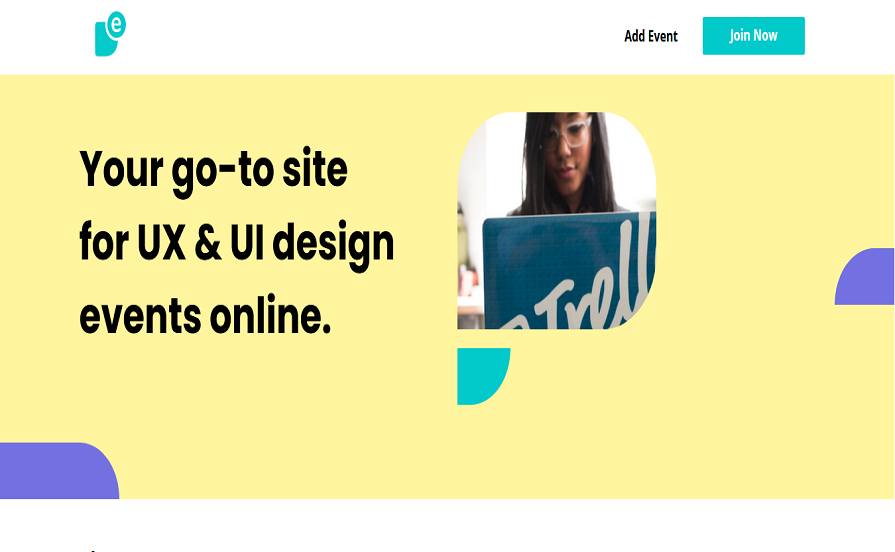 e
Add Event
Join Now
Your go-to site
for UX & UI design
events online.
Trell